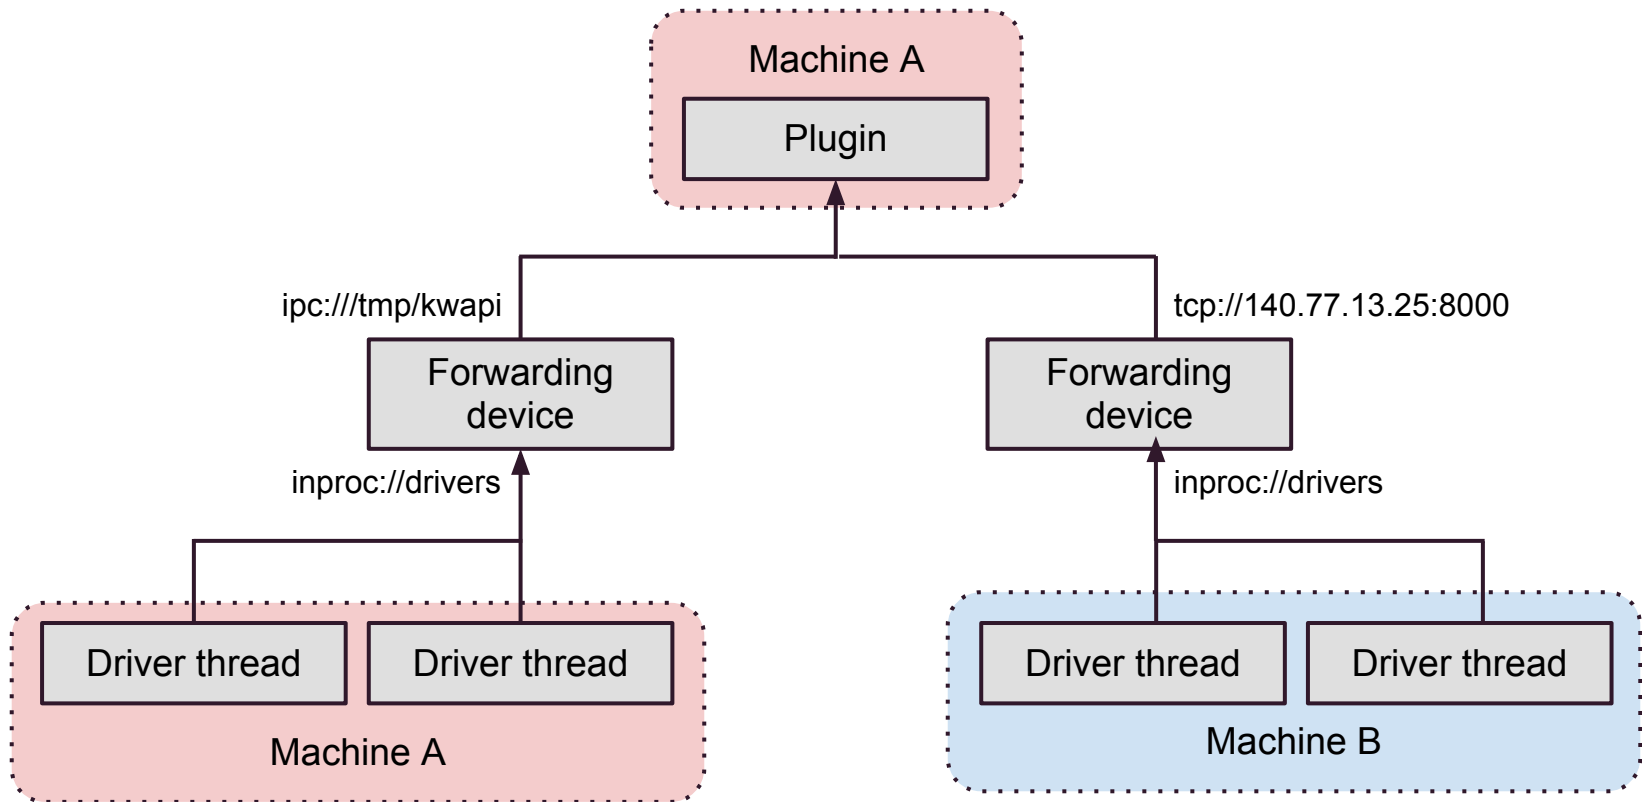 Machine A
Plugin
ipc:///tmp/kwapi
tcp://140.77.13.25:8000
Forwarding
device
Forwarding
device
inproc://drivers
inproc://drivers
Driver thread
Driver thread
Driver thread
Driver thread
Machine A
Machine B